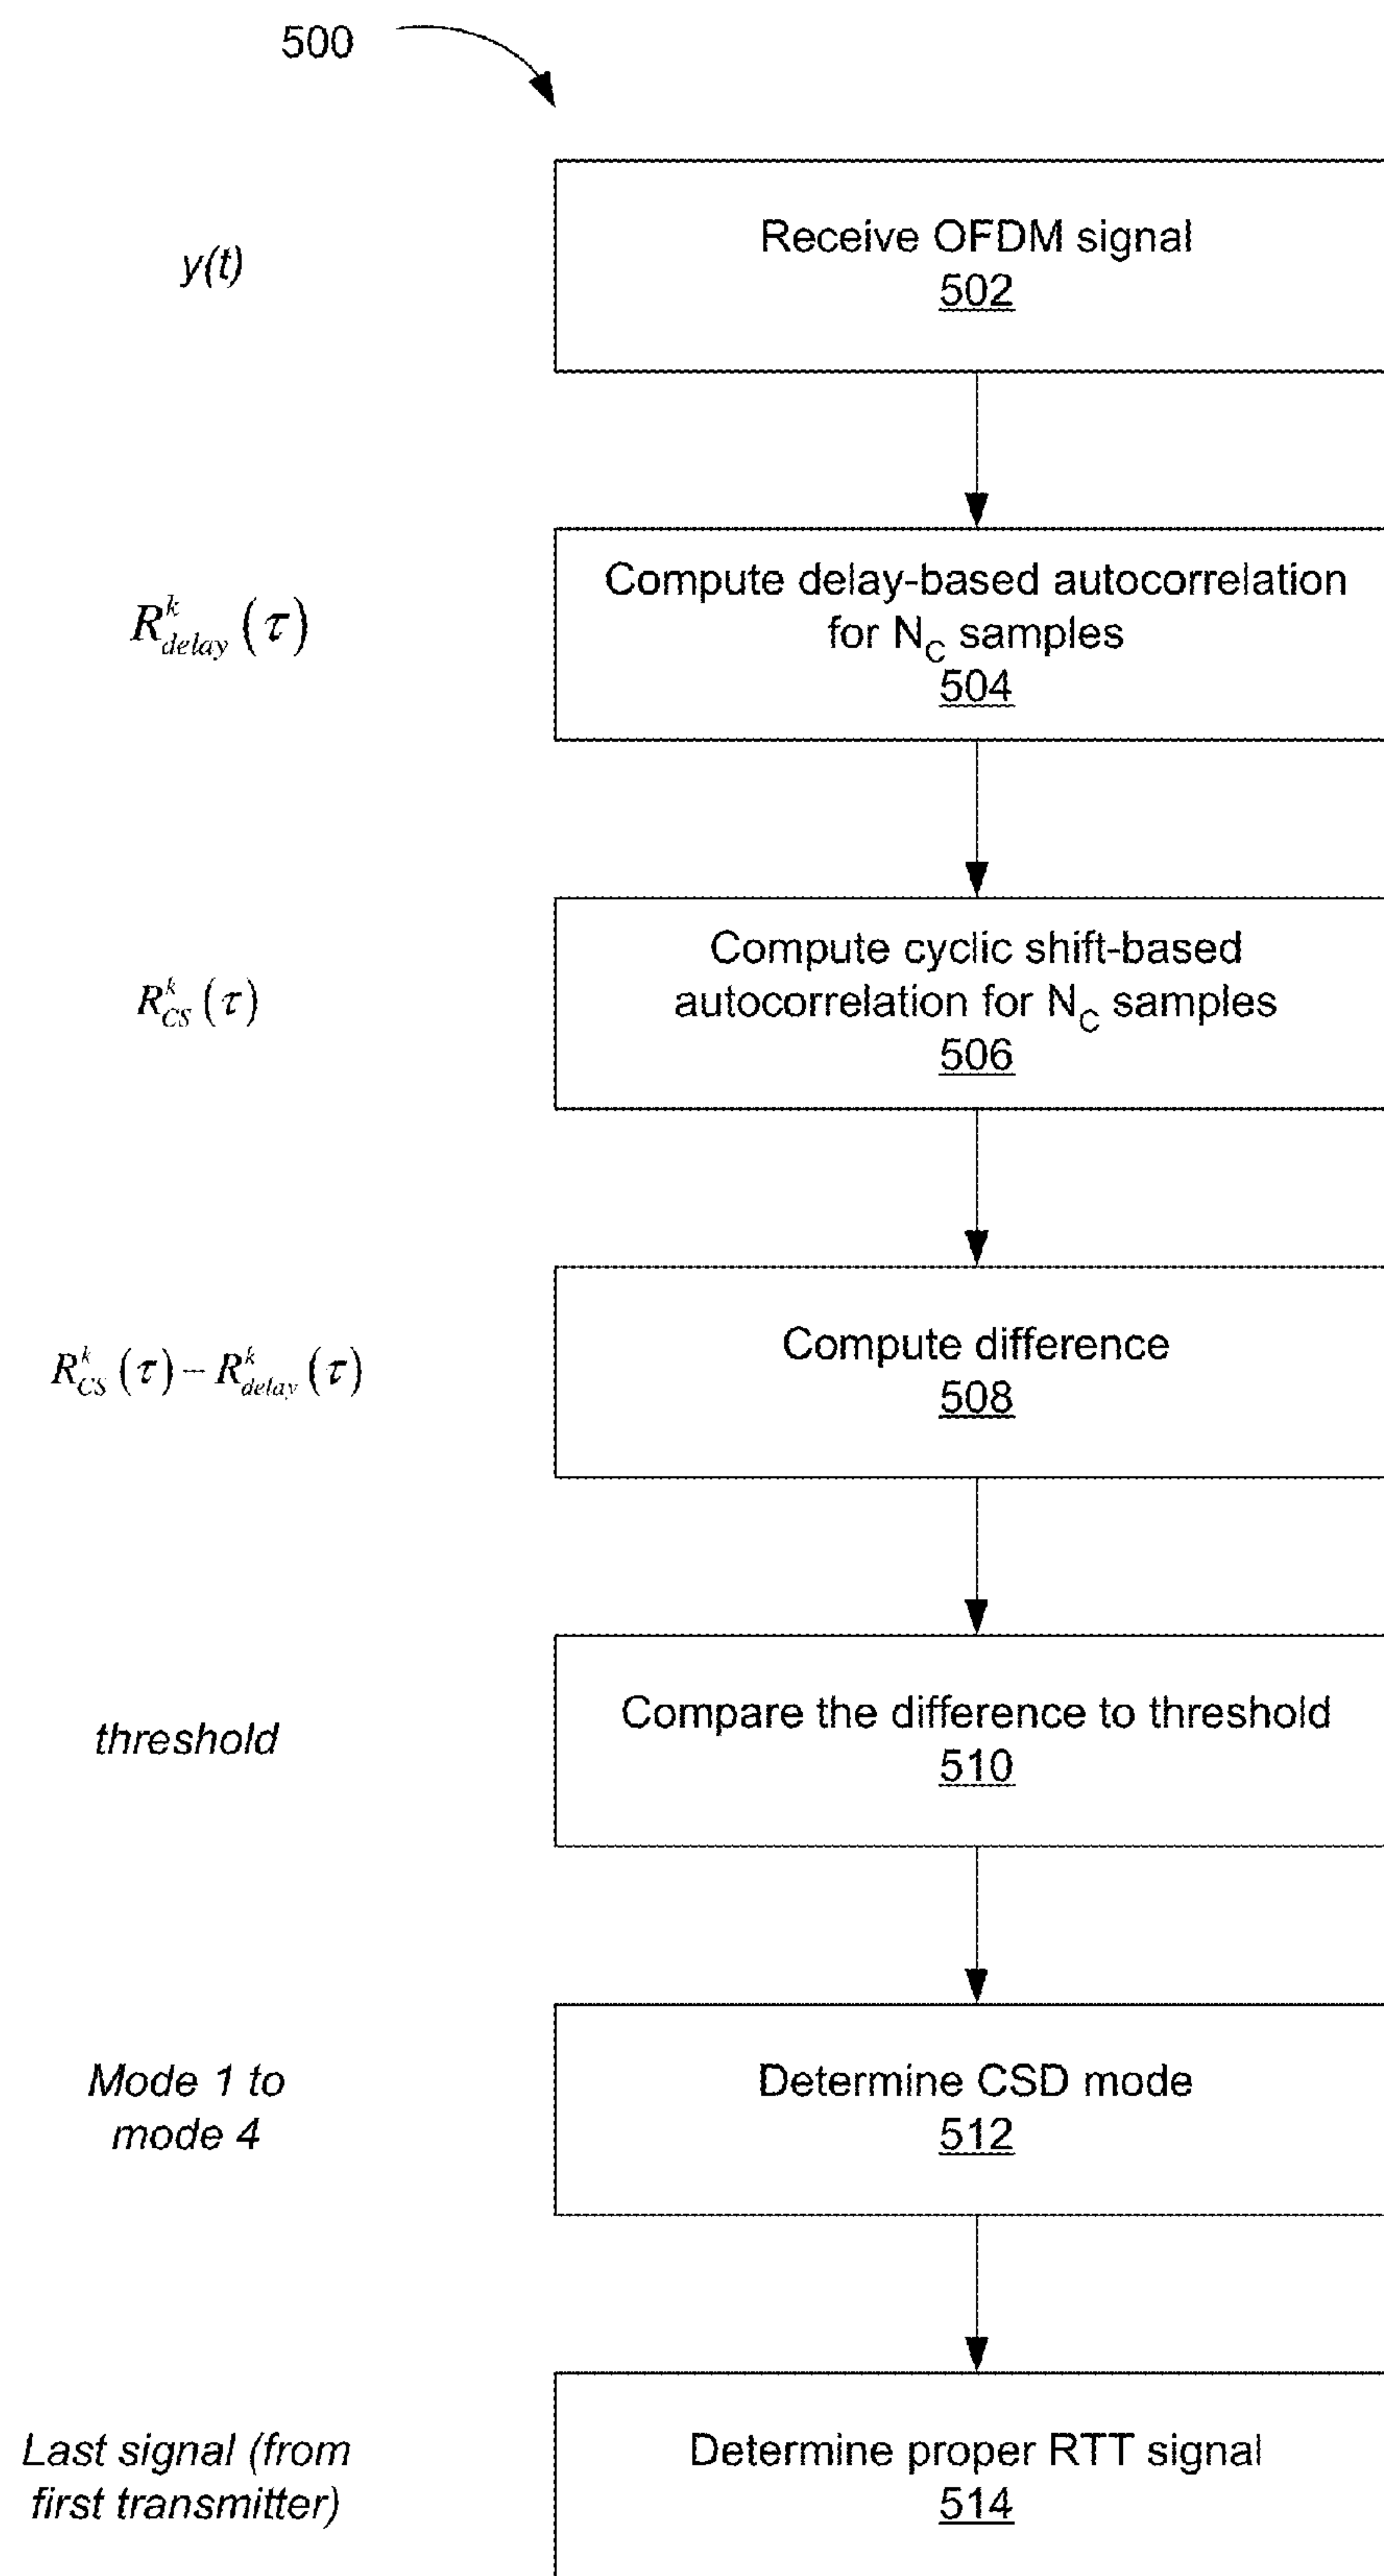 500
y(t)
Receive OFDM signal
502
R^k_delay (τ)
Compute delay-based autocorrelation
for N_C samples
504
R^k_CS (τ)
Compute cyclic shift-based
autocorrelation for N_C samples
506
R^k_CS (τ) – R^k_delay (τ)
Compute difference
508
threshold
Compare the difference to threshold
510
Mode 1 to
mode 4
Determine CSD mode
512
Last signal (from
first transmitter)
Determine proper RTT signal
514